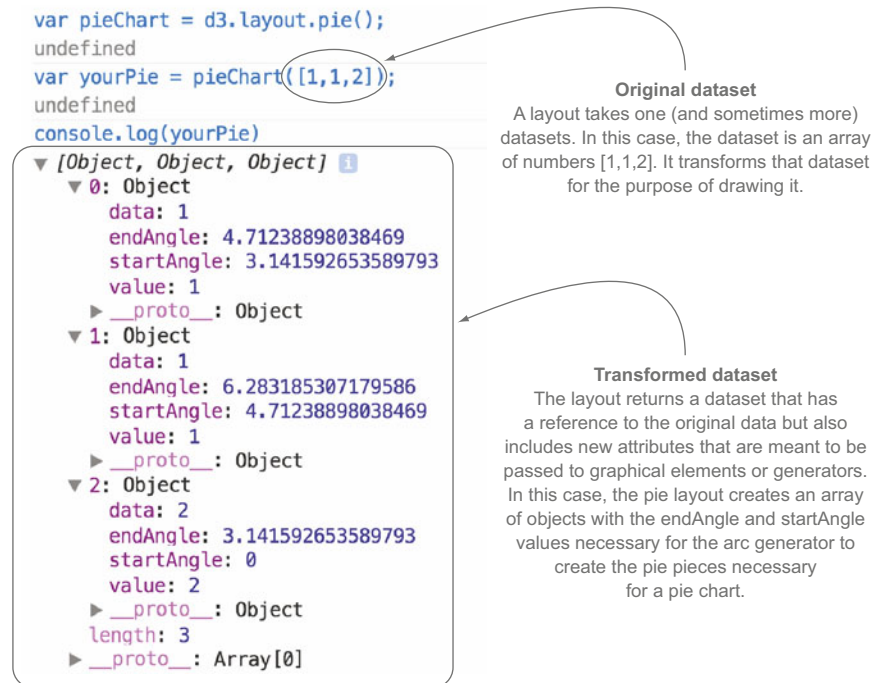 var pieChart = d3.layout.pie();
undefined
var yourPie = pieChart([1,1,2]);
undefined
console.log(yourPie)
▼ [Object, Object, Object] i
▼ 0: Object
data: 1
endAngle: 4.71238898038469
startAngle: 3.141592653589793
value: 1
▶ __proto__: Object
▼ 1: Object
data: 1
endAngle: 6.283185307179586
startAngle: 4.71238898038469
value: 1
▶ __proto__: Object
▼ 2: Object
data: 2
endAngle: 3.141592653589793
startAngle: 0
value: 2
▶ __proto__: Object
length: 3
▶ __proto__: Array[0]
Original dataset
A layout takes one (and sometimes more)
datasets. In this case, the dataset is an array
of numbers [1,1,2]. It transforms that dataset
for the purpose of drawing it.
Transformed dataset
The layout returns a dataset that has
a reference to the original data but also
includes new attributes that are meant to be
passed to graphical elements or generators.
In this case, the pie layout creates an array
of objects with the endAngle and startAngle
values necessary for the arc generator to
create the pie pieces necessary
for a pie chart.